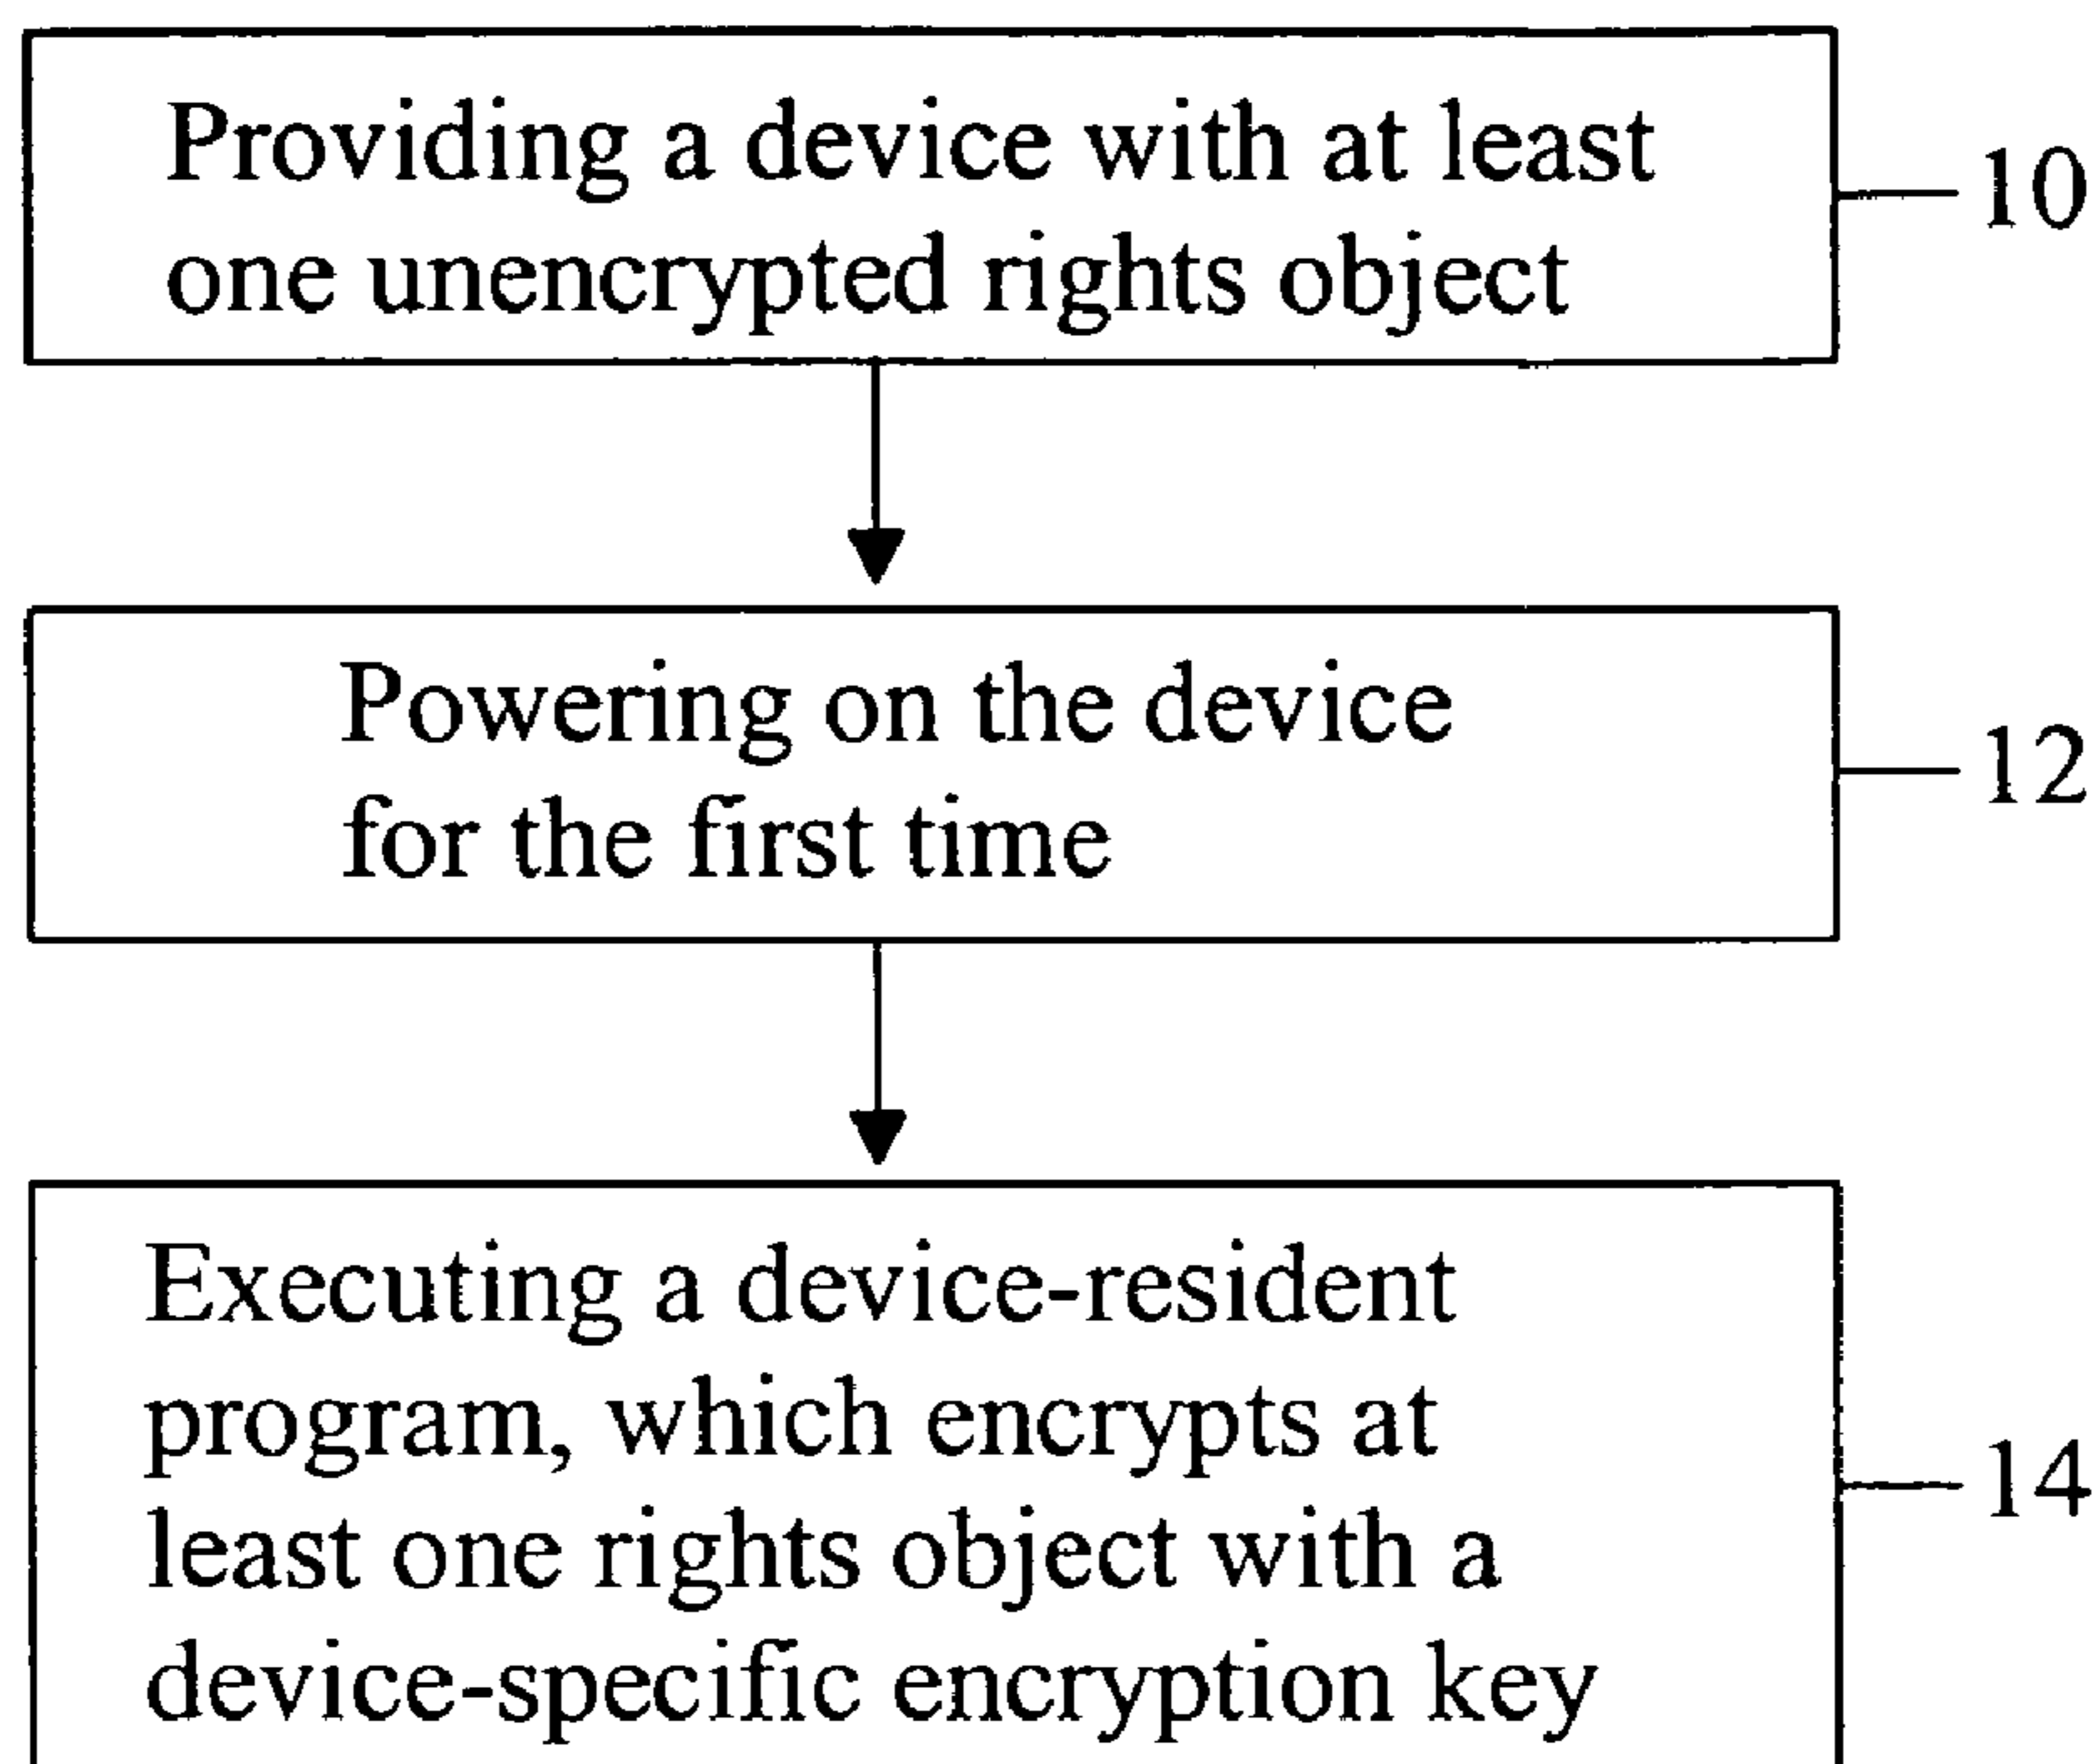 Providing a device with at least
one unencrypted rights object
10
Powering on the device
for the first time
12
Executing a device-resident
program, which encrypts at
least one rights object with a
device-specific encryption key
14